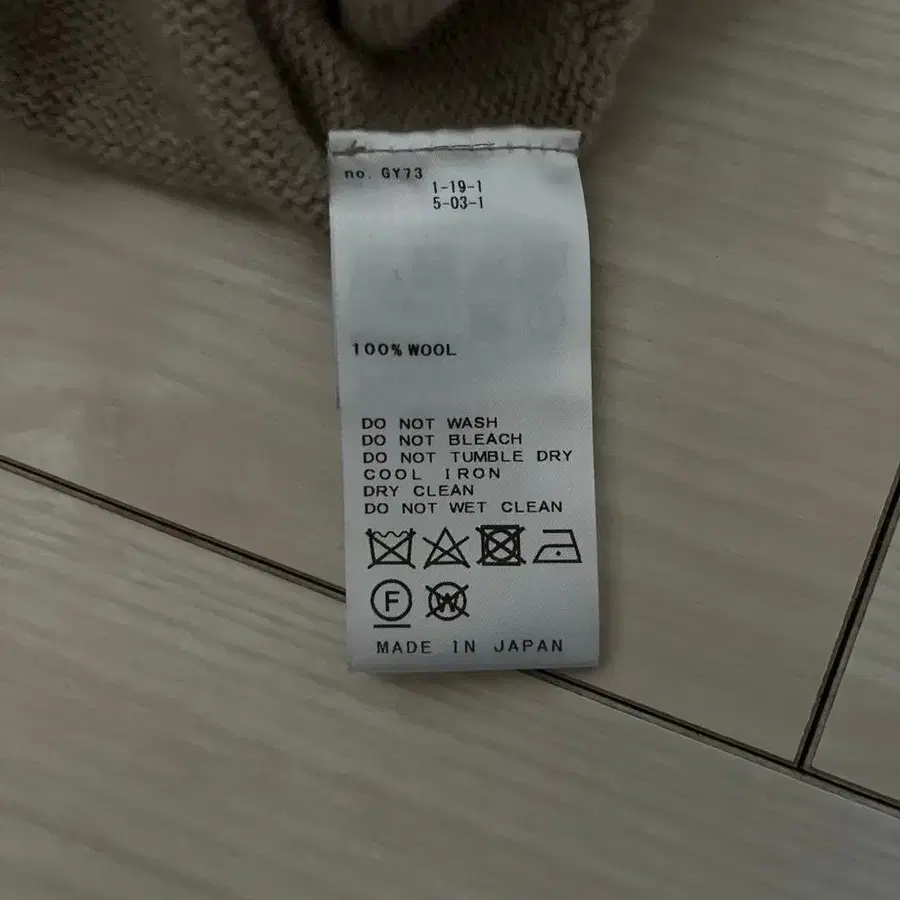 no. GY73
1-19-1
5-03-1
100% WOOL
DO NOT WASH
DO NOT BLEACH
DO NOT TUMBLE DRY
COOL IRON
DRY CLEAN
DO NOT WET CLEAN
F W
MADE IN JAPAN